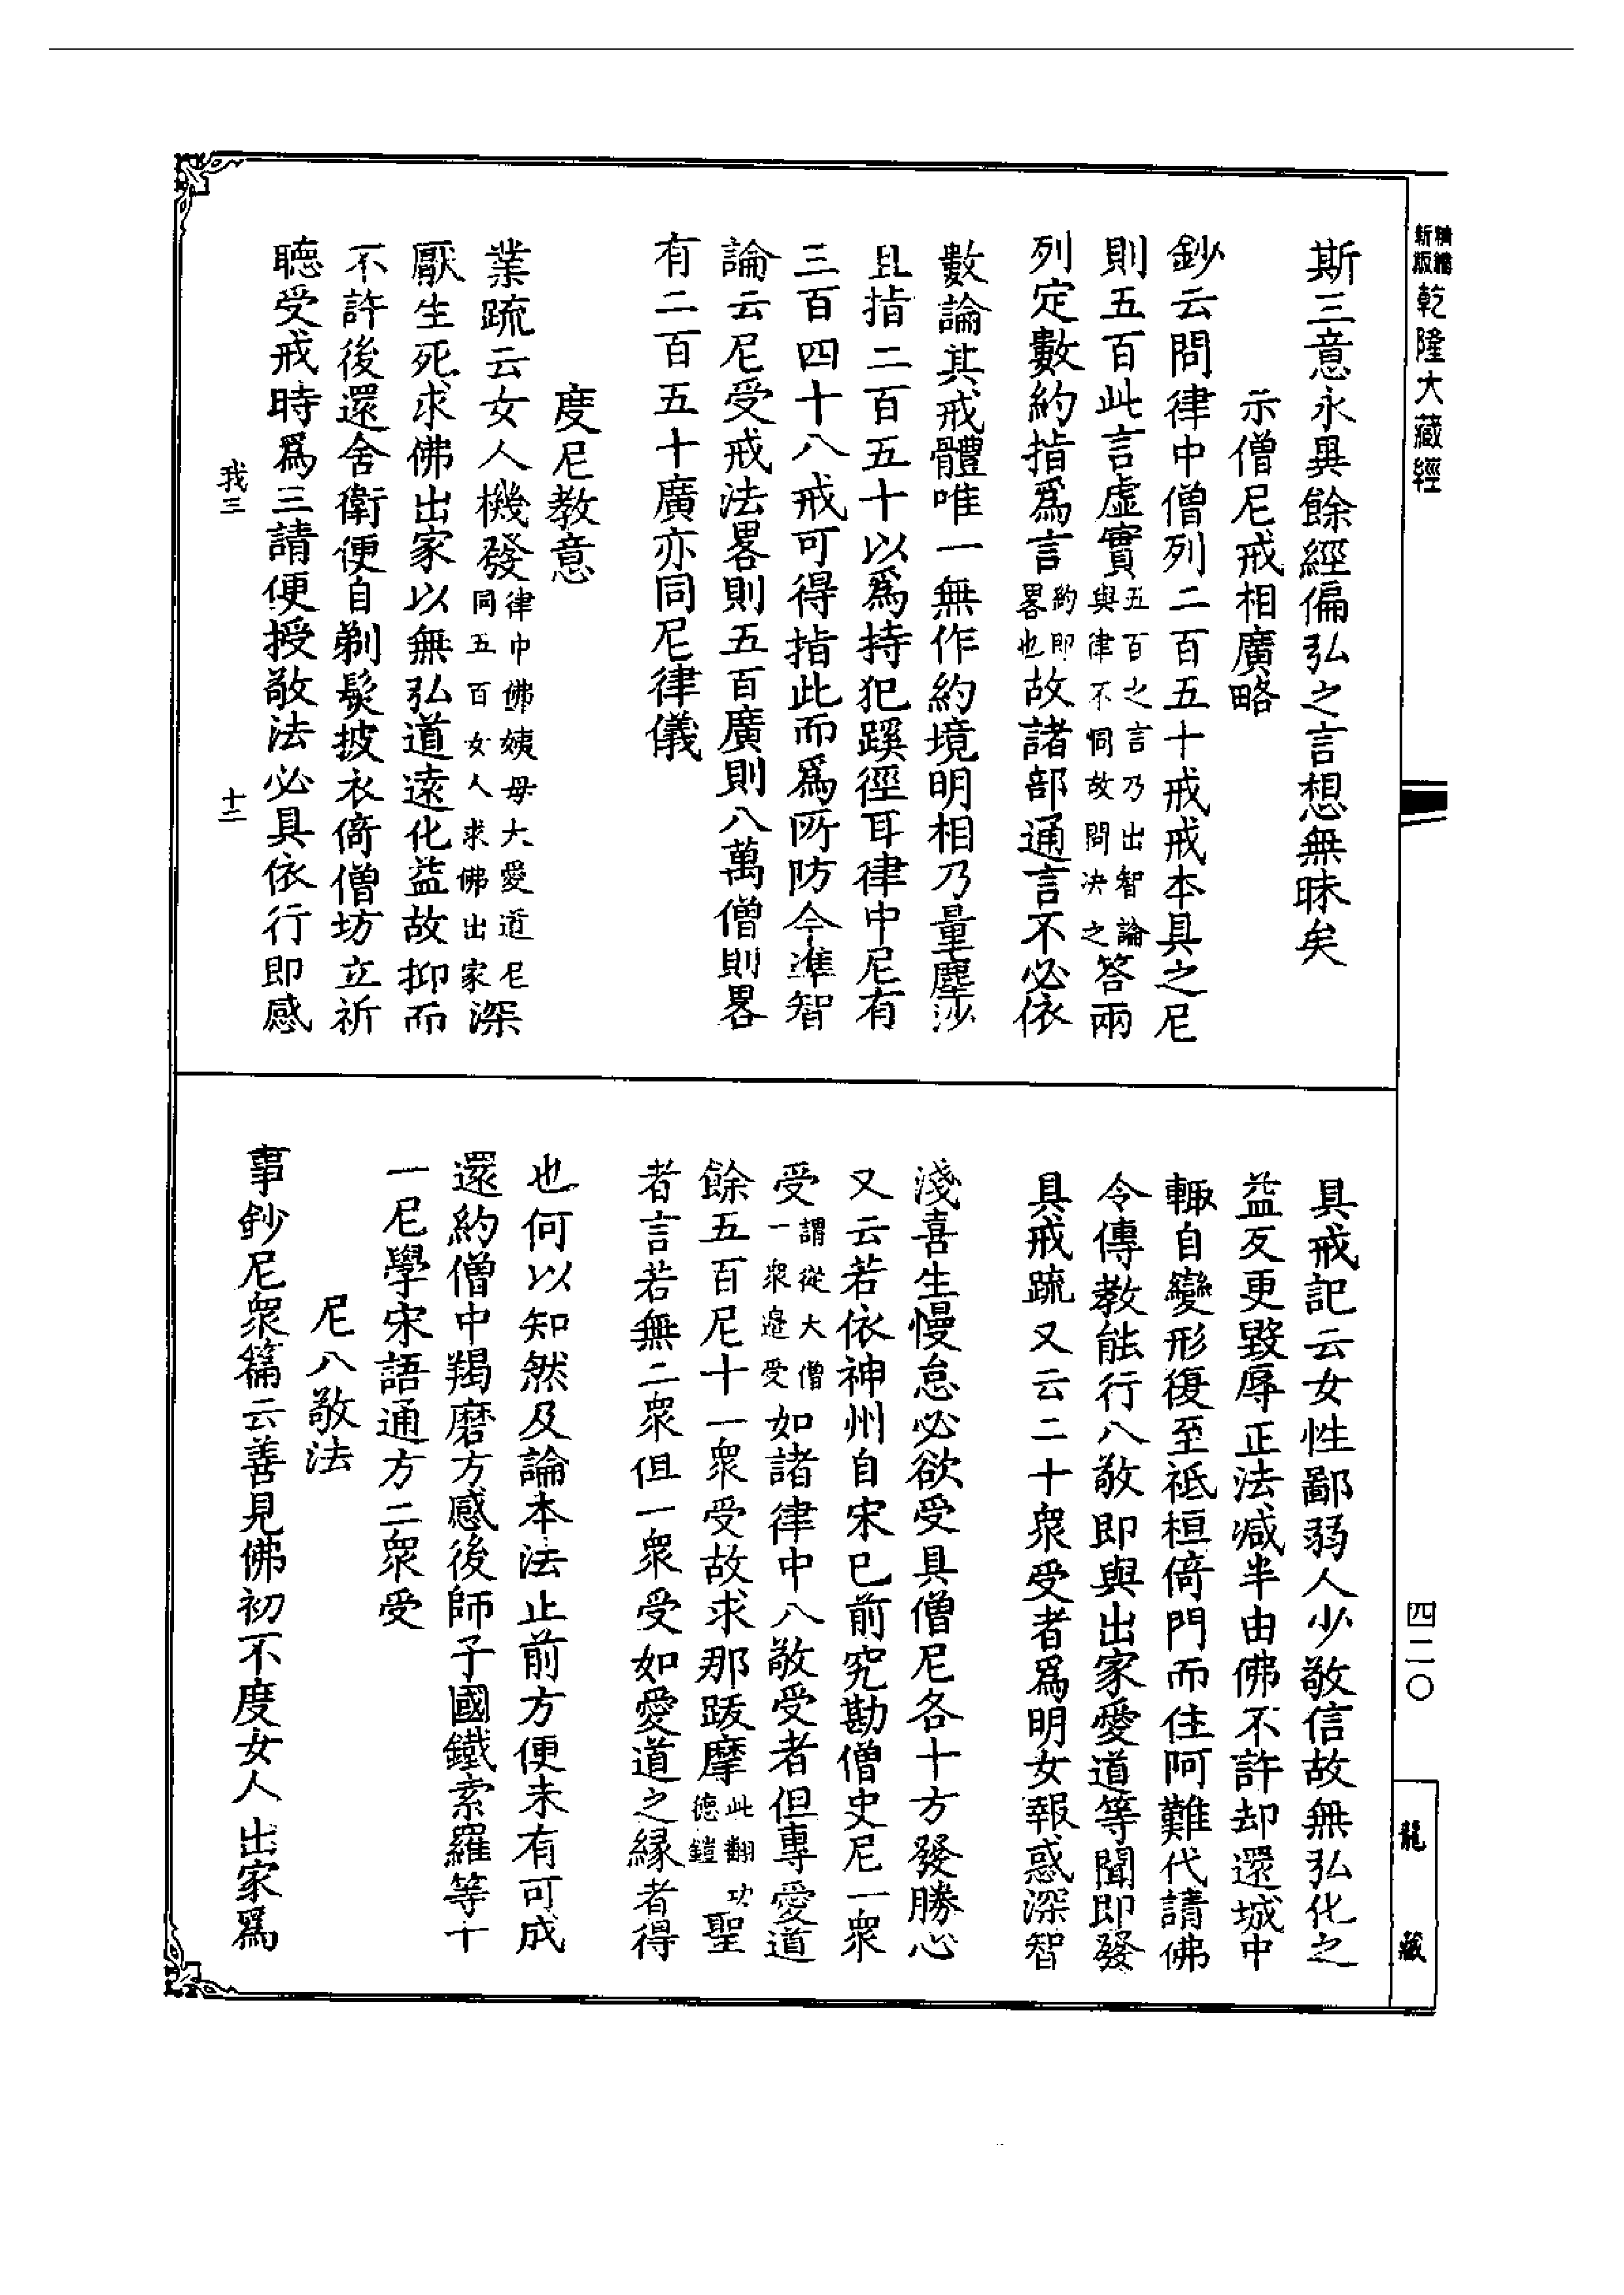 精縮新版乾隆大藏經
斯三意永異餘經偏弘之言想無昧矣
示僧尼戒相廣略
鈔云問律中僧列二百五十戒戒本具之尼
則五百此言虛實五百之言乃出智論與律不同故問決之答兩
列定數約指爲言約即畧也故諸部通言不必依
數論其戒體唯一無作約境明相乃量塵沙
且指二百五十以爲持犯蹊徑耳律中尼有
三百四十八戒可得指此而爲所防今準智
論云尼受戒法畧則五百廣則八萬僧則畧
有二百五十廣亦同尼律儀
度尼教意
業疏云女人機發律中佛姨母大愛道尼同五百女人求佛出家深
厭生死求佛出家以無弘道遠化益故抑而
不許後還舍衛便自剃髮披衣倚僧坊立祈
聽受戒時爲三請便授敬法必具依行即感
我三
十二
四二〇
龍藏
具戒記云女性鄙弱人少敬信故無弘化之
益反更毀辱正法減半由佛不許却還城中
輙自變形復至祇桓倚門而住阿難代請佛
令傳教能行八敬即與出家愛道等聞即發
具戒疏又云二十衆受者爲明女報惑深智
淺喜生慢怠必欲受具僧尼各十方發勝心
又云若依神州自宋已前究勘僧史尼一衆
受謂從大僧一衆邊受如諸律中八敬受者但專愛道
餘五百尼十一衆受故求那跋摩此翻功德鎧聖
者言若無二衆但一衆受如愛道之縁者得
也何以知然及論本法止前方便未有可成
還約僧中羯磨方感後師子國鐵索羅等十
一尼學宋語通方二衆受
尼八敬法
事鈔尼衆篇云善見佛初不度女人出家爲